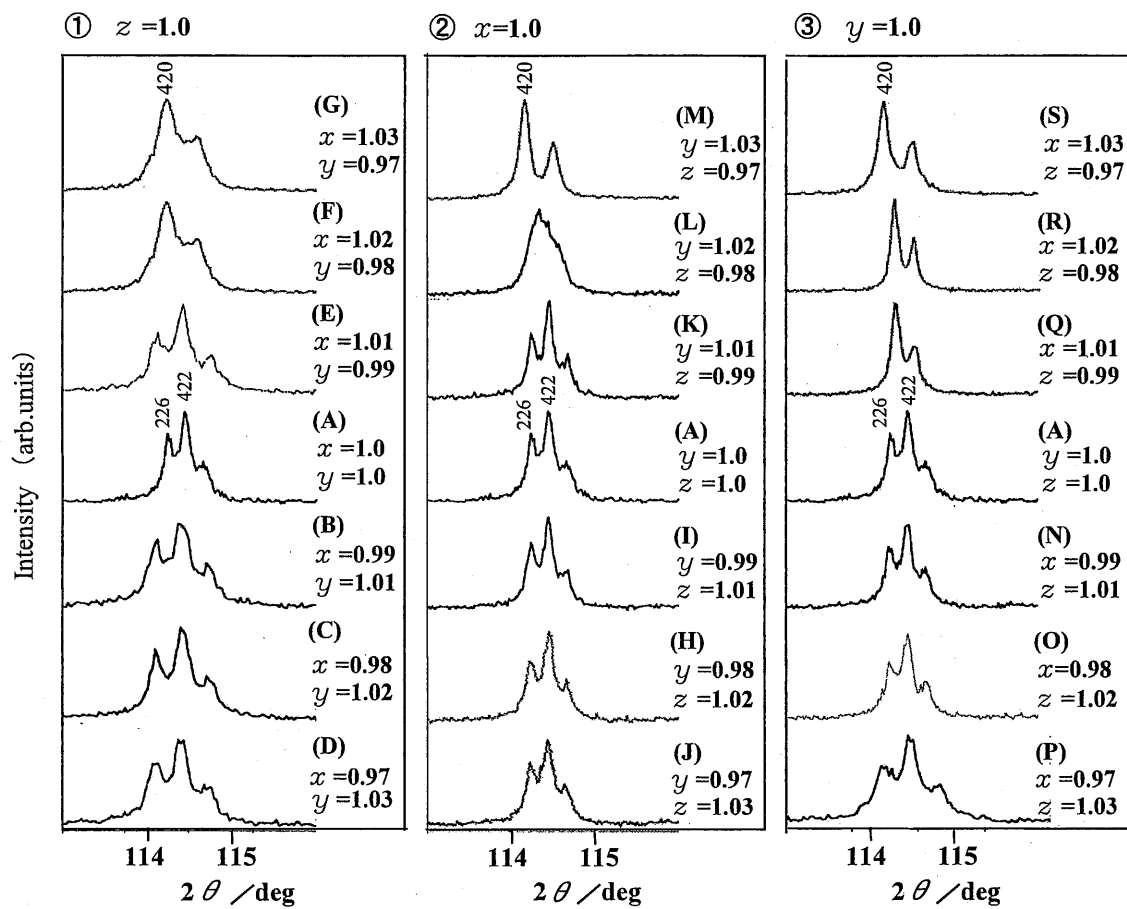 ① z =1.0
420
(G)
x =1.03
y =0.97
(F)
x =1.02
y =0.98
(E)
x =1.01
y =0.99
226
422
(A)
x =1.0
y =1.0
(B)
x =0.99
y =1.01
(C)
x =0.98
y =1.02
(D)
x =0.97
y =1.03
114
115
2 θ /deg
② x=1.0
420
(M)
y =1.03
z =0.97
(L)
y =1.02
z =0.98
(K)
y =1.01
z =0.99
226
422
(A)
y =1.0
z =1.0
(I)
y =0.99
z =1.01
(H)
y =0.98
z =1.02
(J)
y =0.97
z =1.03
114
115
2 θ /deg
③ y =1.0
420
(S)
x =1.03
z =0.97
(R)
x =1.02
z =0.98
(Q)
x =1.01
z =0.99
226
422
(A)
y =1.0
z =1.0
(N)
x =0.99
z =1.01
(O)
x=0.98
z =1.02
(P)
x =0.97
z =1.03
114
115
2 θ /deg
Intensity (arb.units)